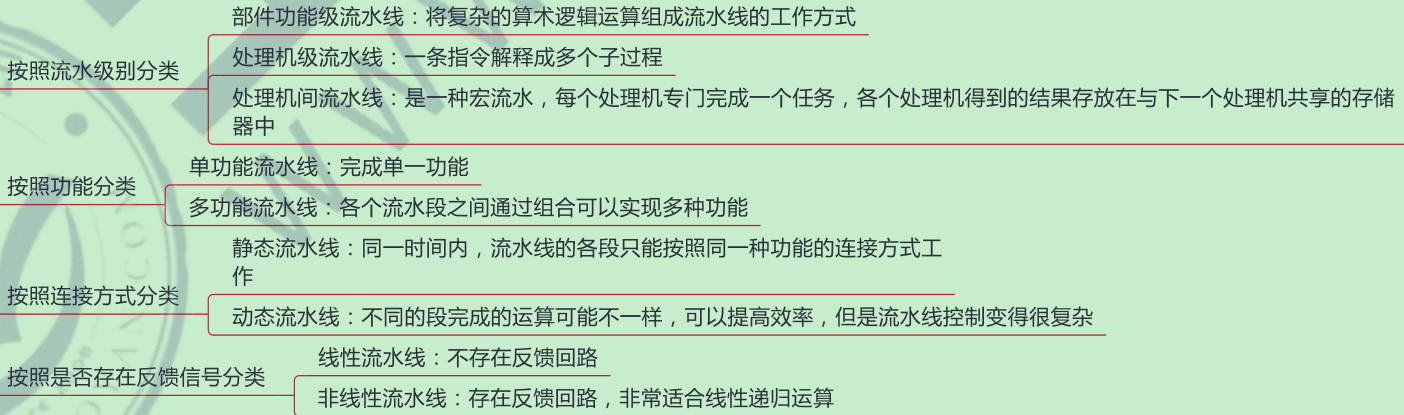 部件功能级流水线：将复杂的算术逻辑运算组成流水线的工作方式
按照流水级别分类
处理机级流水线：一条指令解释成多个子过程
处理机间流水线：是一种宏流水，每个处理机专门完成一个任务，各个处理机得到的结果存放在与下一个处理机共享的存储
器中
按照功能分类
单功能流水线：完成单一功能
多功能流水线：各个流水段之间通过组合可以实现多种功能
按照连接方式分类
静态流水线：同一时间内，流水线的各段只能按照同一种功能的连接方式工
作
动态流水线：不同的段完成的运算可能不一样，可以提高效率，但是流水线控制变得很复杂
按照是否存在反馈信号分类
线性流水线：不存在反馈回路
非线性流水线：存在反馈回路，非常适合线性递归运算